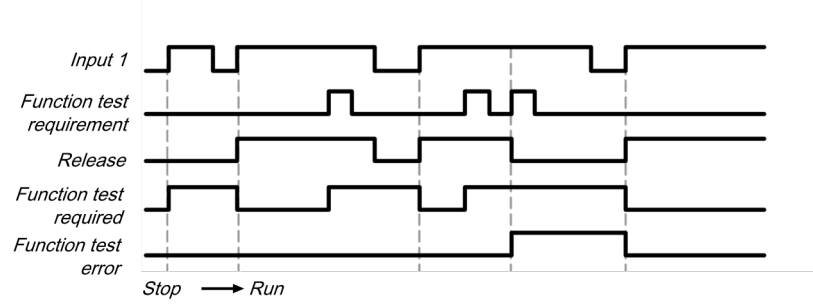 Input 1
Function test
requirement
Release
Function test
required
Function test
error
Stop
Run